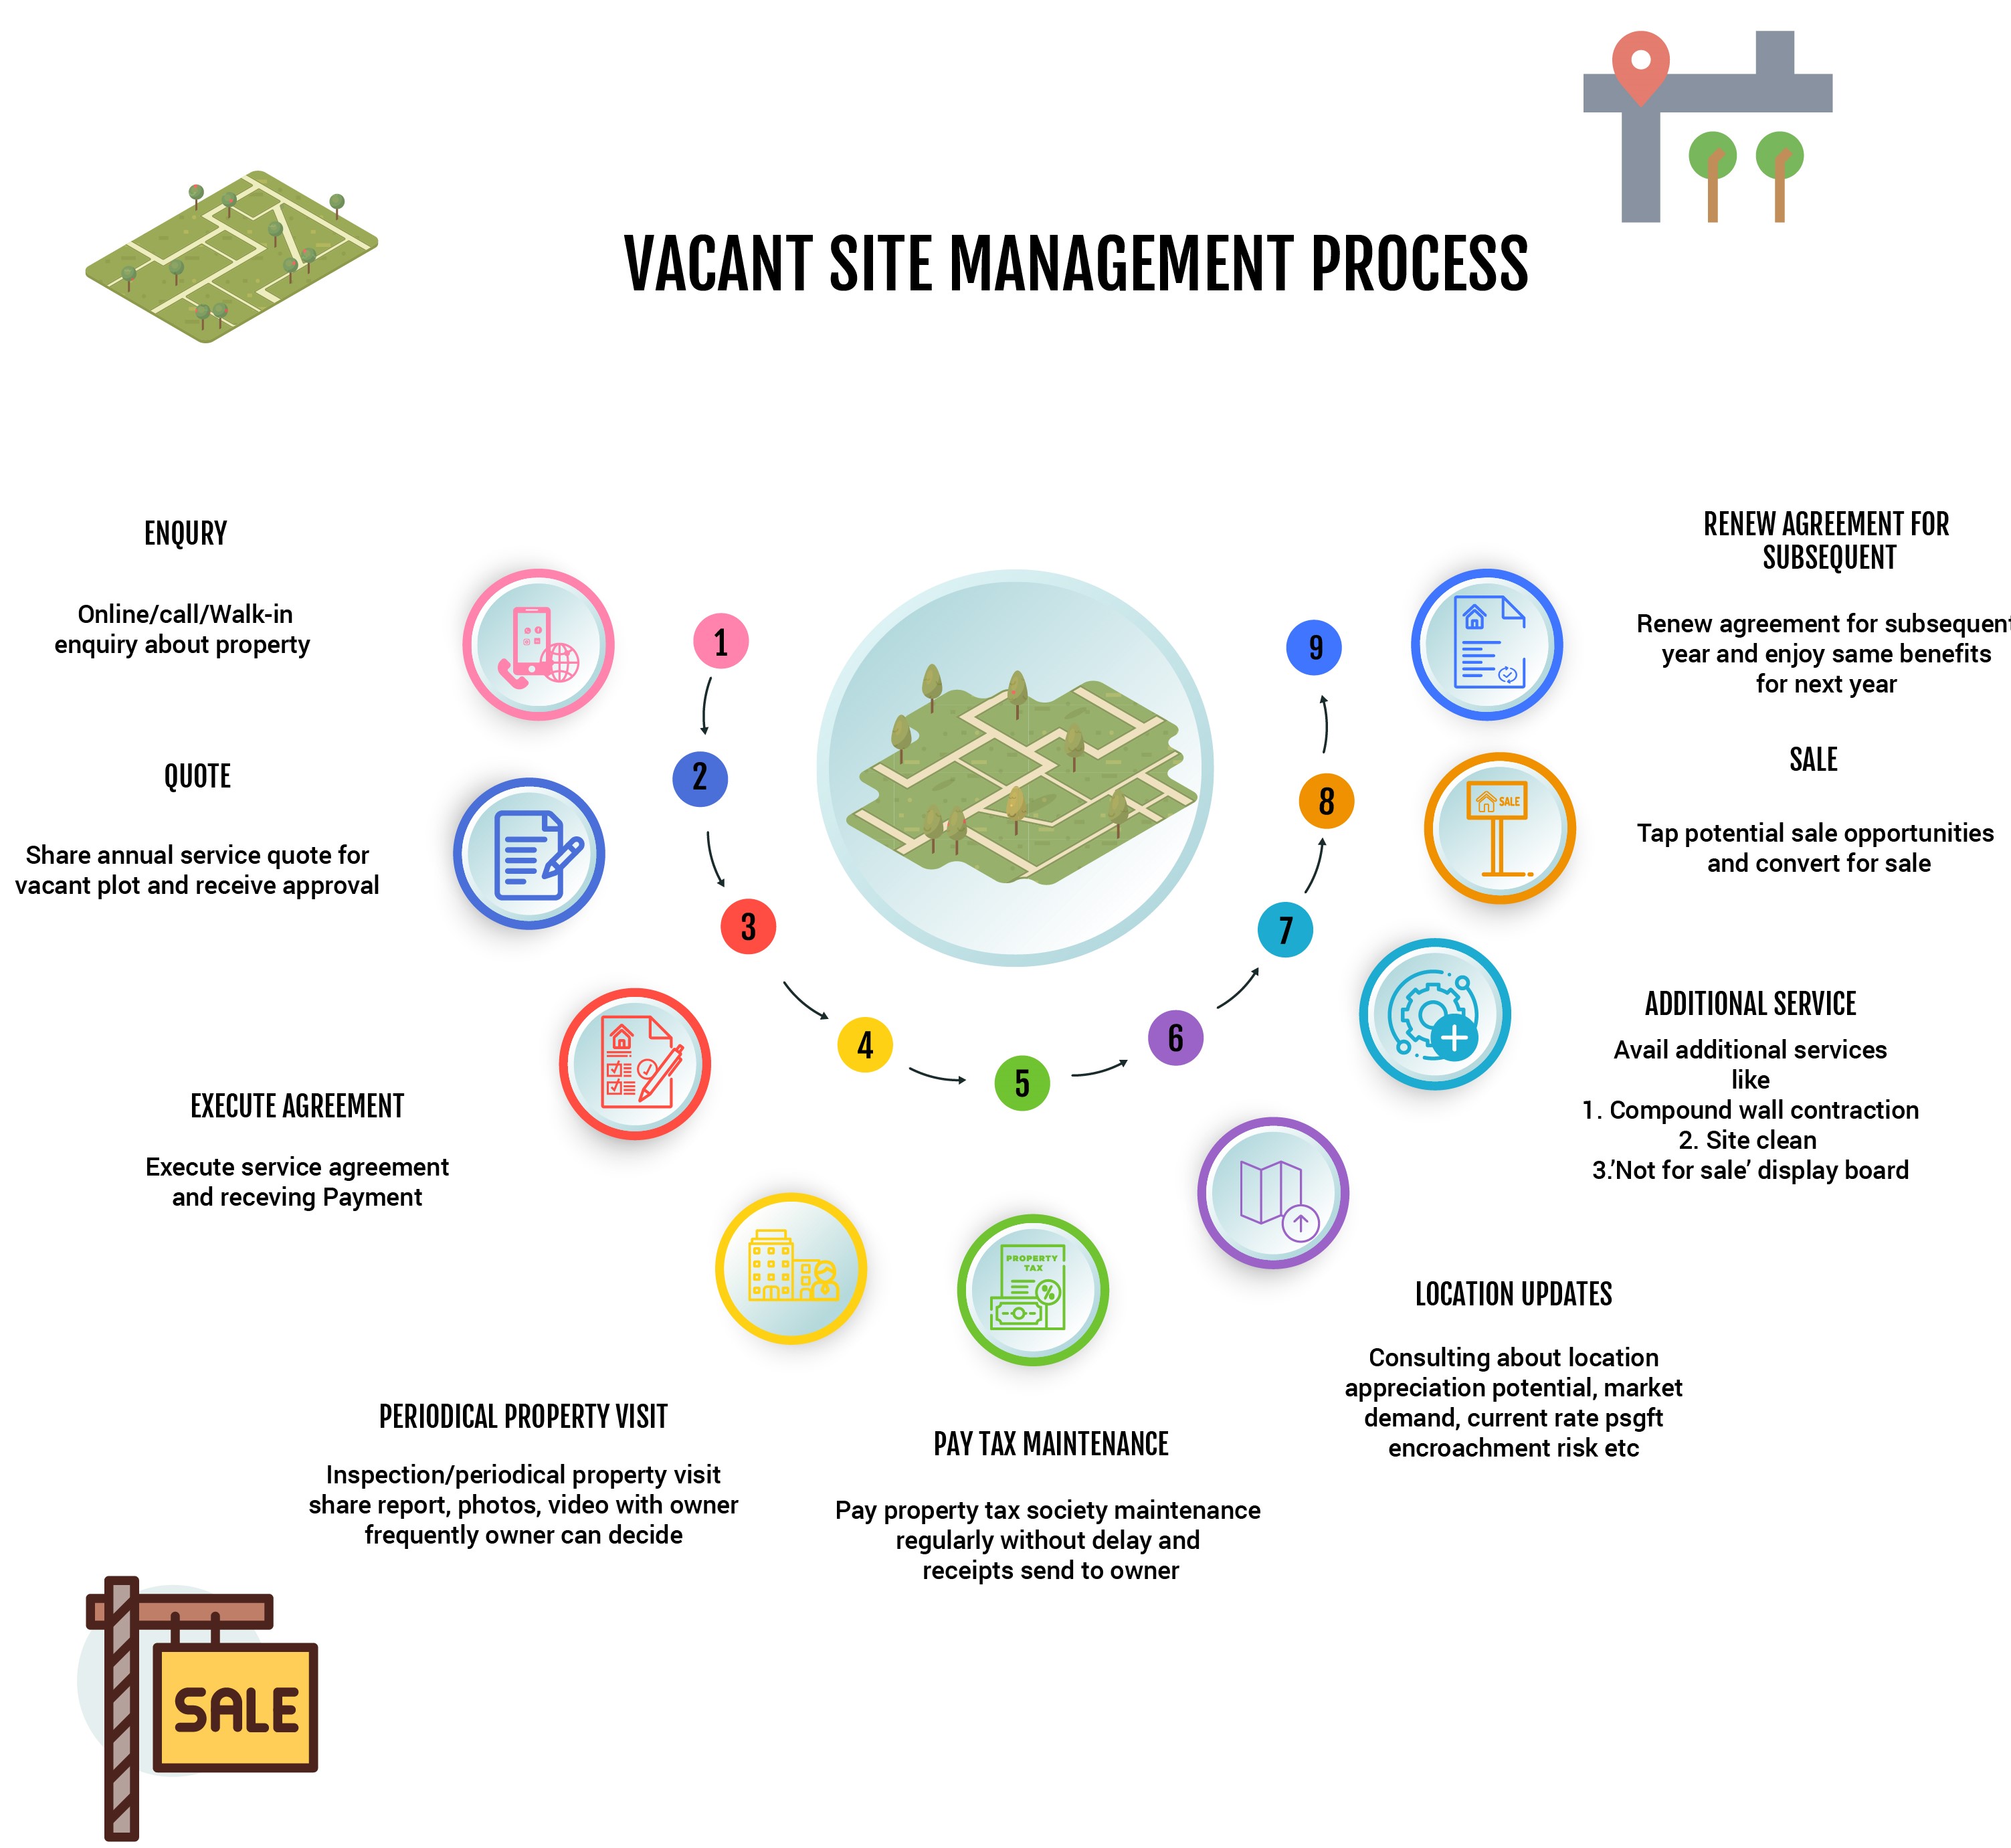 VACANT SITE MANAGEMENT PROCESS
ENQURY
Online/call/Walk-in
enquiry about property
1
QUOTE
Share annual service quote for
vacant plot and receive approval
2
EXECUTE AGREEMENT
Execute service agreement
and receving Payment
3
PERIODICAL PROPERTY VISIT
Inspection/periodical property visit
share report, photos, video with owner
frequently owner can decide
4
PAY TAX MAINTENANCE
Pay property tax society maintenance
regularly without delay and
receipts send to owner
5
PROPERTY
TAX
%
LOCATION UPDATES
Consulting about location
appreciation potential, market
demand, current rate psgft
encroachment risk etc
6
ADDITIONAL SERVICE
Avail additional services
like
1. Compound wall contraction
2. Site clean
3.’Not for sale’ display board
7
SALE
Tap potential sale opportunities
and convert for sale
8
SALE
RENEW AGREEMENT FOR
SUBSEQUENT
Renew agreement for subsequent
year and enjoy same benefits
for next year
9
SALE